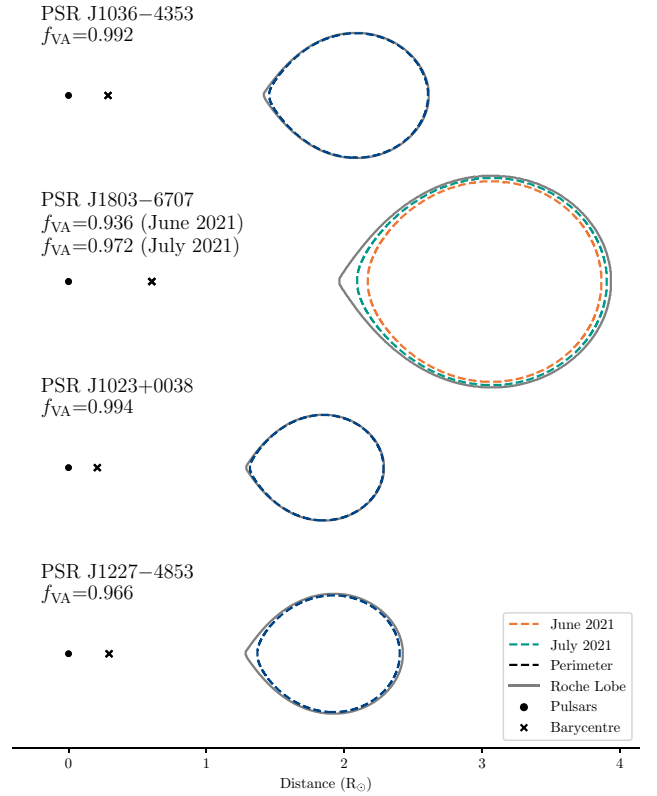 PSR J1036−4353
f_VA=0.992
PSR J1803−6707
f_VA=0.936 (June 2021)
f_VA=0.972 (July 2021)
PSR J1023+0038
f_VA=0.994
PSR J1227−4853
f_VA=0.966
June 2021
July 2021
Perimeter
Roche Lobe
Pulsars
Barycentre
0 1 2 3 4
Distance (R☉)